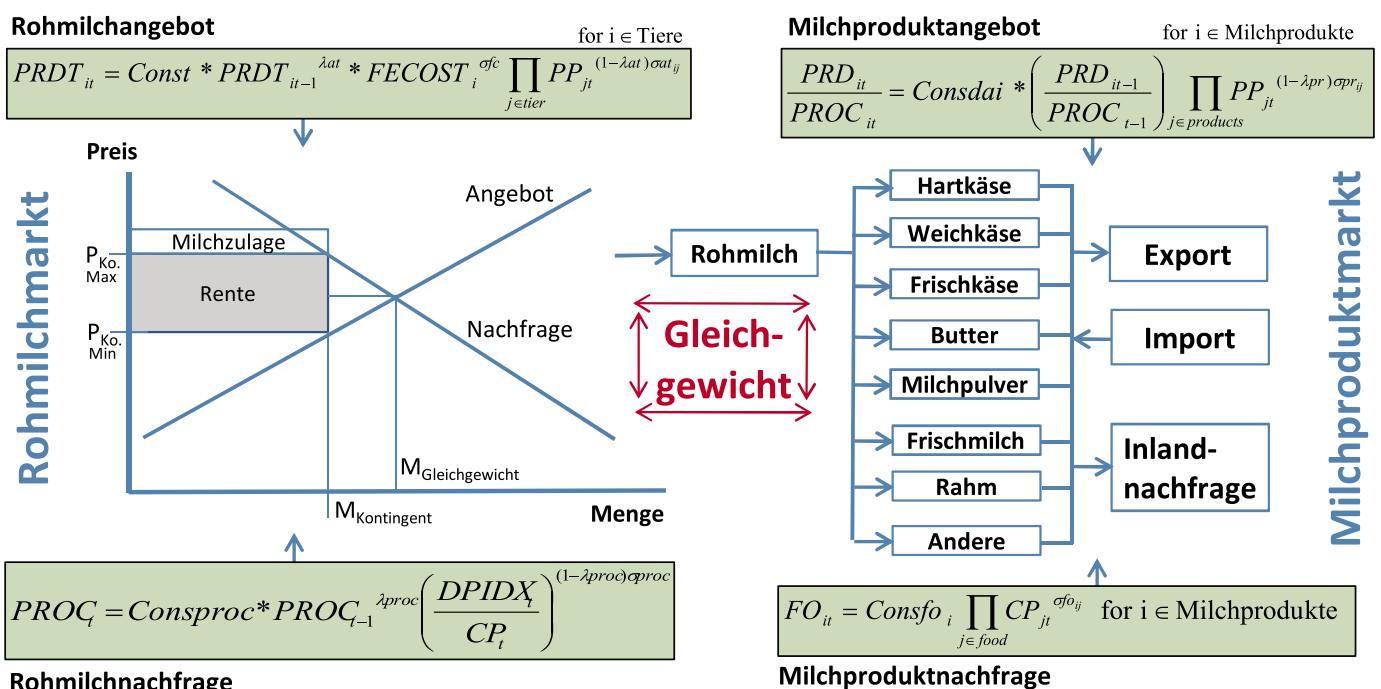 Rohmilchangebot
for i ∈ Tiere
PRDT_it = Const * PRDT_it−1^λat * FECOST_i^σfc ∏_j∈tier PP_jt^(1−λat)σat_ij
Milchproduktangebot
for i ∈ Milchprodukte
PRD_it / PROC_it = Consdai * (PRD_it−1 / PROC_t−1) ∏_j∈products PP_jt^(1−λpr)σpr_ij
Rohmilchmarkt
Preis
Angebot
Milchzulage
P_Ko. Max
Rente
P_Ko. Min
Nachfrage
M_Gleichgewicht
M_Kontingent
Menge
Rohmilch
Gleich-
gewicht
Hartkäse
Weichkäse
Frischkäse
Butter
Milchpulver
Frischmilch
Rahm
Andere
Export
Import
Inland-
nachfrage
Milchproduktmarkt
PROC_t = Consproc * PROC_t−1^λproc (DPIDX_t / CP_t)^(1−λproc)σproc
Rohmilchnachfrage
FO_it = Consfo_i ∏_j∈food CP_jt^σfo_ij for i ∈ Milchprodukte
Milchproduktnachfrage